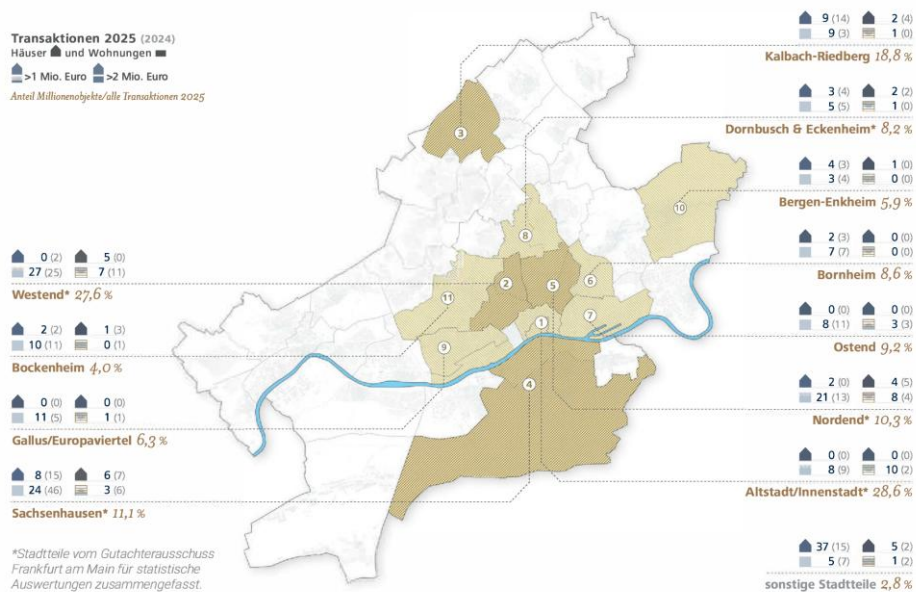 Transaktionen 2025 (2024)
Häuser und Wohnungen
>1 Mio. Euro >2 Mio. Euro
Anteil Millionenobjekte/alle Transaktionen 2025
9 (14) 2 (4)
9 (3) 1 (0)
Kalbach-Riedberg 18,8 %
3 (4) 2 (2)
5 (5) 1 (0)
Dornbusch & Eckenheim* 8,2 %
4 (3) 1 (0)
3 (4) 0 (0)
Bergen-Enkheim 5,9 %
2 (3) 0 (0)
7 (7) 0 (0)
Bornheim 8,6 %
0 (0) 0 (0)
8 (11) 3 (3)
Ostend 9,2 %
2 (0) 4 (5)
21 (13) 8 (4)
Nordend* 10,3 %
0 (0) 0 (0)
8 (9) 10 (2)
Altstadt/Innenstadt* 28,6 %
37 (15) 5 (2)
5 (7) 1 (2)
sonstige Stadtteile 2,8 %
0 (2) 5 (0)
27 (25) 7 (11)
Westend* 27,6 %
2 (2) 1 (3)
10 (11) 0 (1)
Bockenheim 4,0 %
0 (0) 0 (0)
11 (5) 1 (1)
Gallus/Europaviertel 6,3 %
8 (15) 6 (7)
24 (46) 3 (6)
Sachsenhausen* 11,1 %
*Stadtteile vom Gutachterausschuss
Frankfurt am Main für statistische
Auswertungen zusammengefasst.
3
10
8
2
5
6
11
7
1
9
4